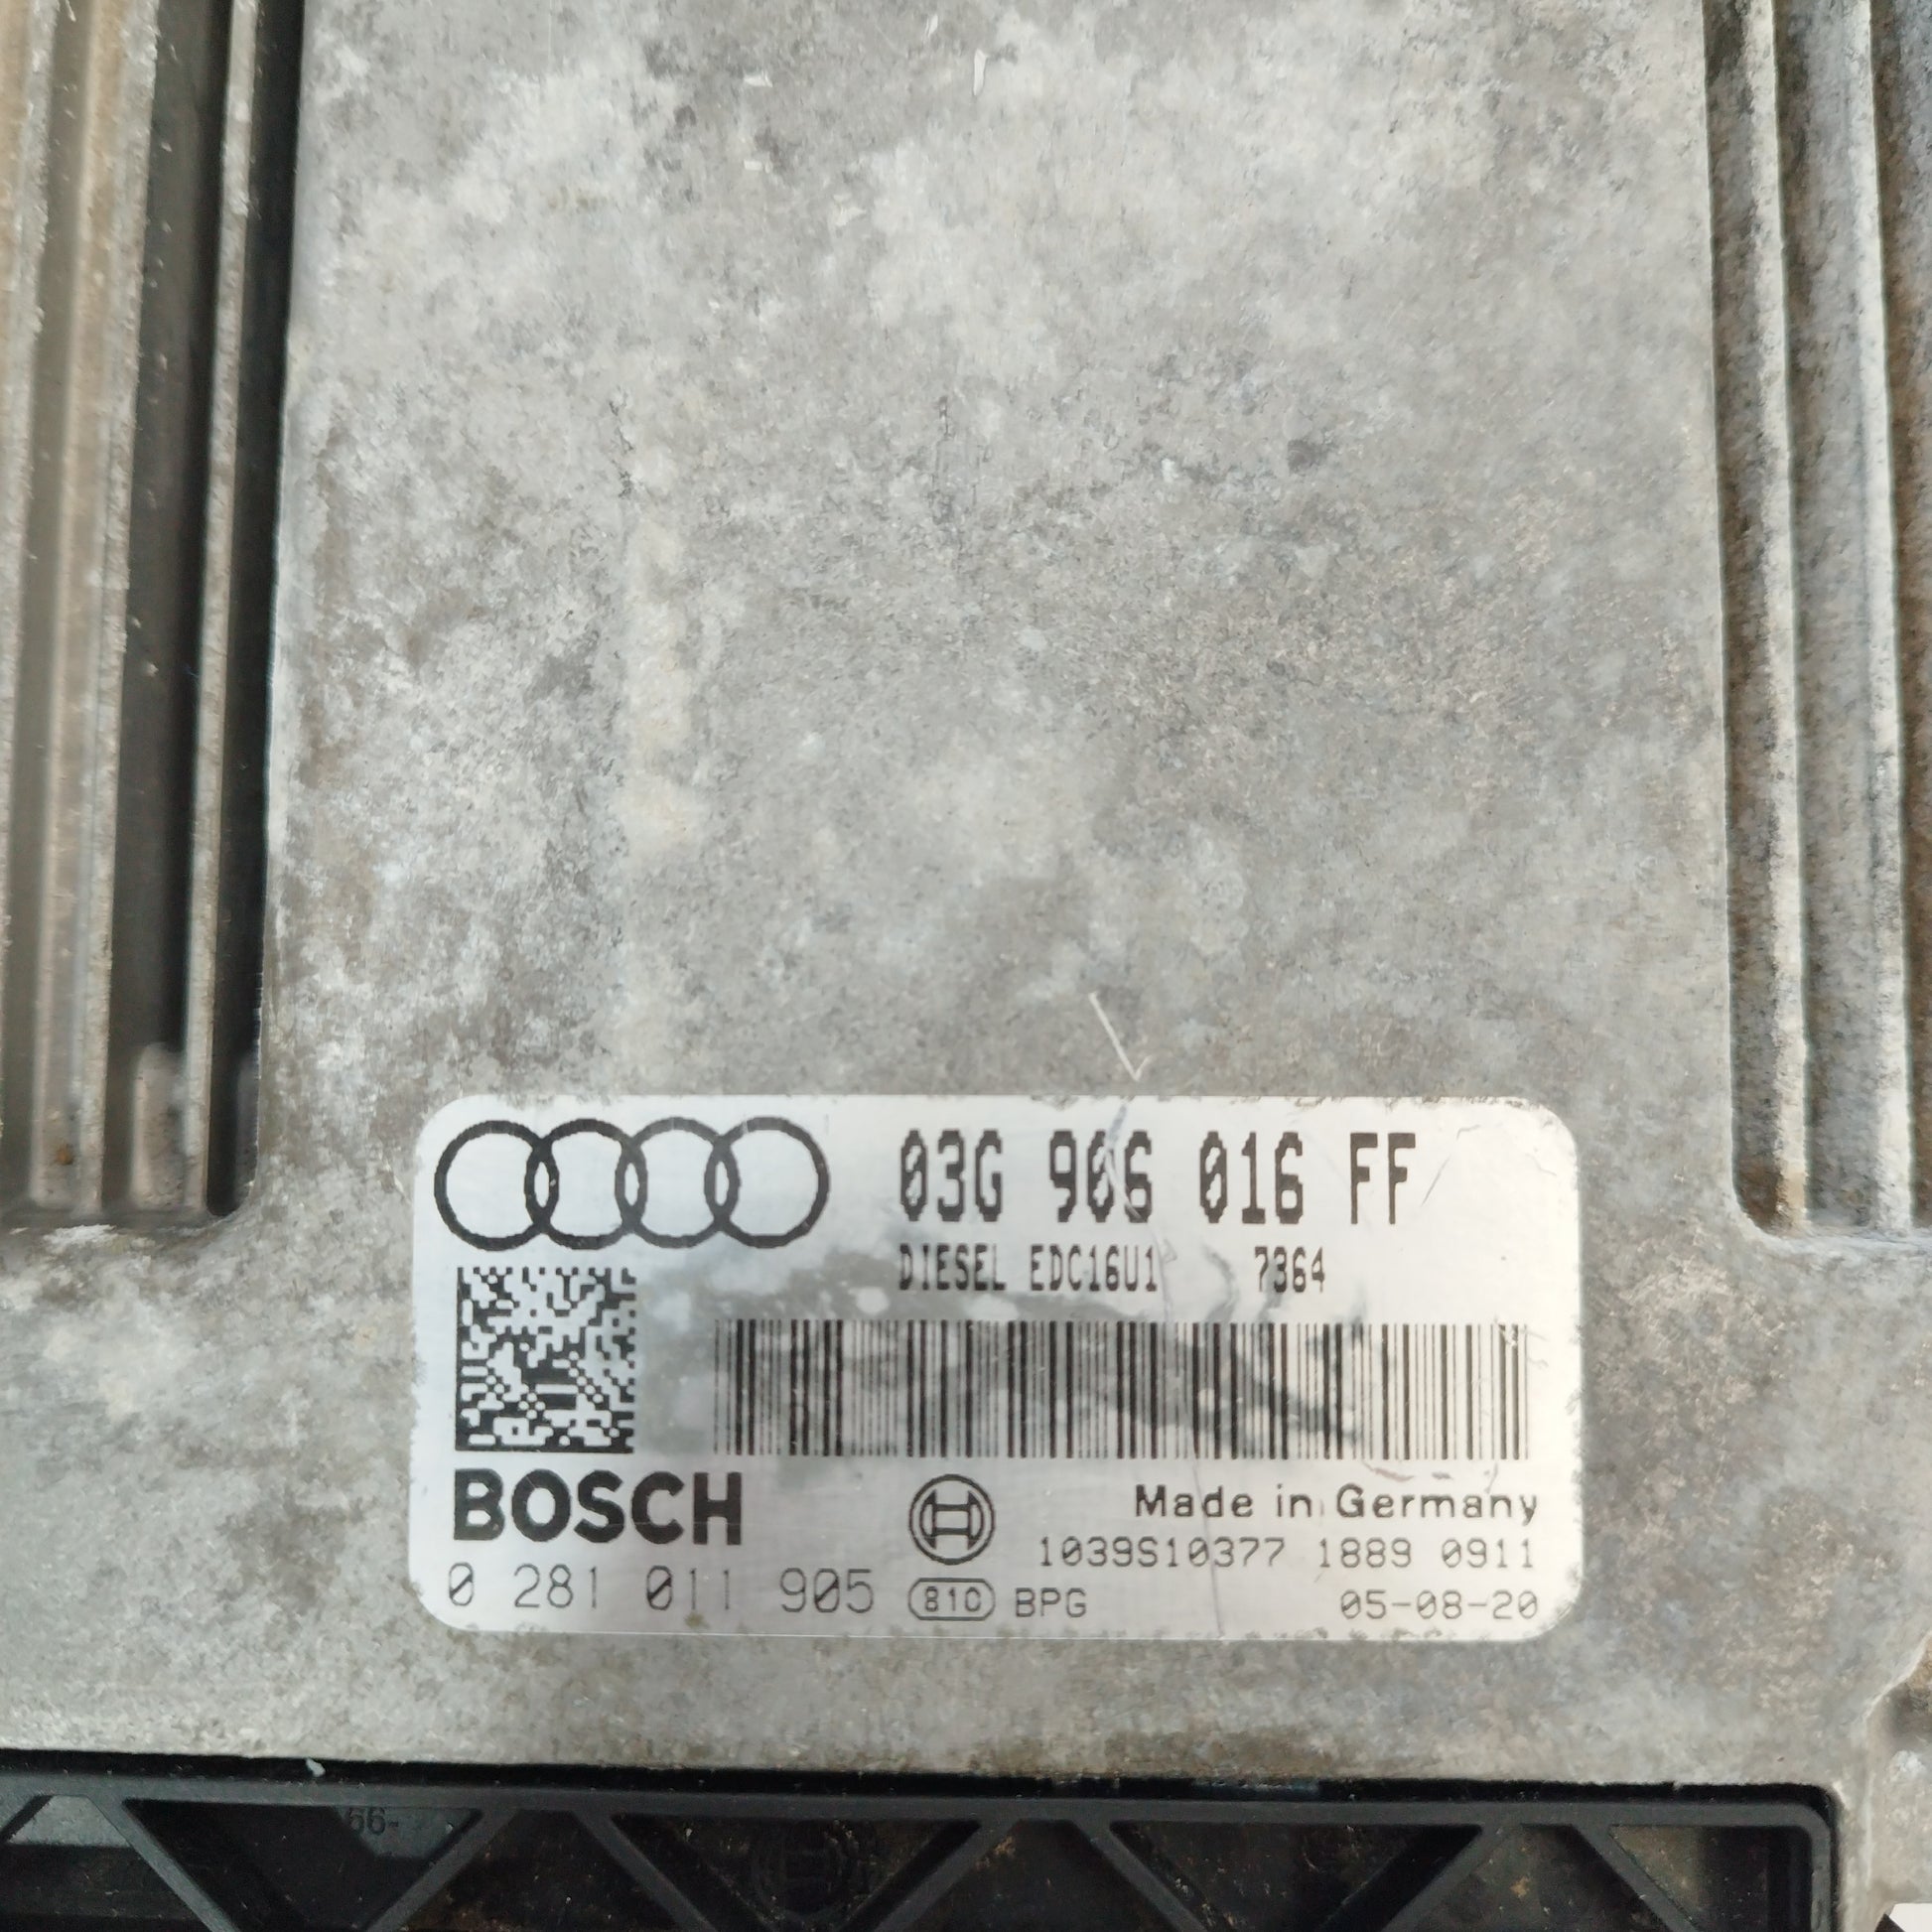 03G 906 016 FF
DIESEL EDC16U1 7364
BOSCH
Made in Germany
1039S10377 1889 0911
0 281 011 905 810 BPG 05-08-20
66-